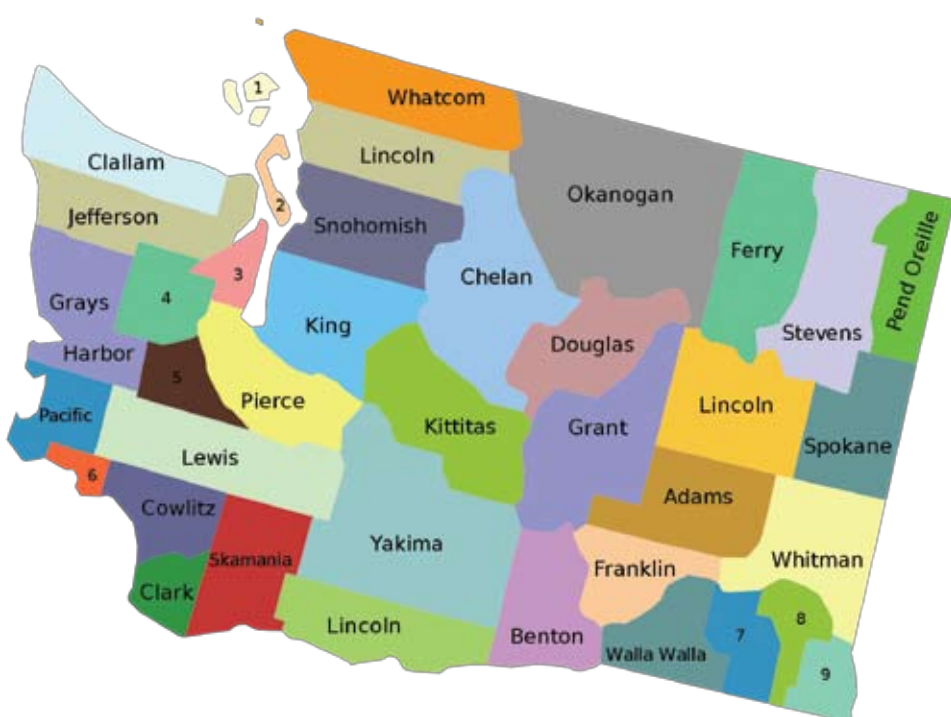 1
Whatcom
Clallam
Lincoln
Okanogan
2
Jefferson
Snohomish
Ferry
Pend Oreille
3
Chelan
4
Grays
King
Stevens
Harbor
Douglas
5
Pierce
Lincoln
Pacific
Kittitas
Grant
Spokane
Lewis
6
Adams
Cowlitz
Yakima
Skamania
Whitman
Franklin
Clark
8
Lincoln
Benton
7
Walla Walla
9